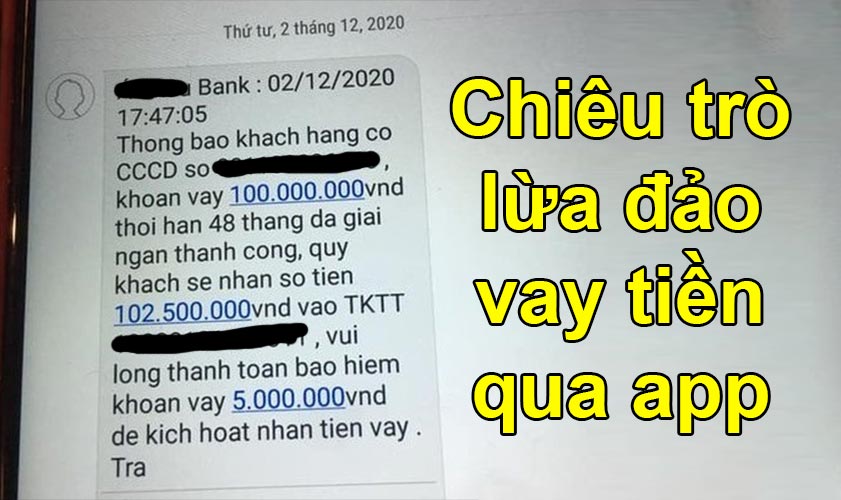 Thứ tư, 2 tháng 12, 2020
Bank : 02/12/2020
17:47:05
Thong bao khach hang co
CCCD so ,
khoan vay 100.000.000vnd
thoi han 48 thang da giai
ngan thanh cong, quy
khach se nhan so tien
102.500.000vnd vao TKTT
, vui
long thanh toan bao hiem
khoan vay 5.000.000vnd
de kich hoat nhan tien vay .
Tra
Chiêu trò
lừa đảo
vay tiền
qua app